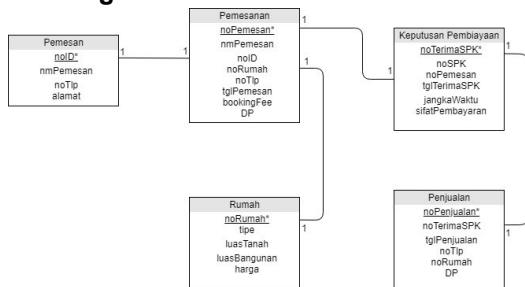 Pemesan
noID*
nmPemesan
noTlp
alamat
1
1
Pemesanan
noPemesan*
nmPemesan
noID
noRumah
noTlp
tglPemesan
bookingFee
DP
1
1
1
Keputusan Pembiayaan
noTerimaSPK*
noSPK
noPemesan
tglTerimaSPK
jangkaWaktu
sifatPembayaran
1
Rumah
noRumah*
tipe
luasTanah
luasBangunan
harga
1
Penjualan
noPenjualan*
noTerimaSPK
tglPenjualan
noTlp
noRumah
DP
1